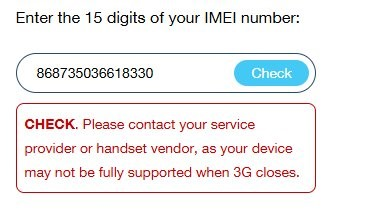 Enter the 15 digits of your IMEI number:
868735036618330 Check
CHECK. Please contact your service
provider or handset vendor, as your device
may not be fully supported when 3G closes.